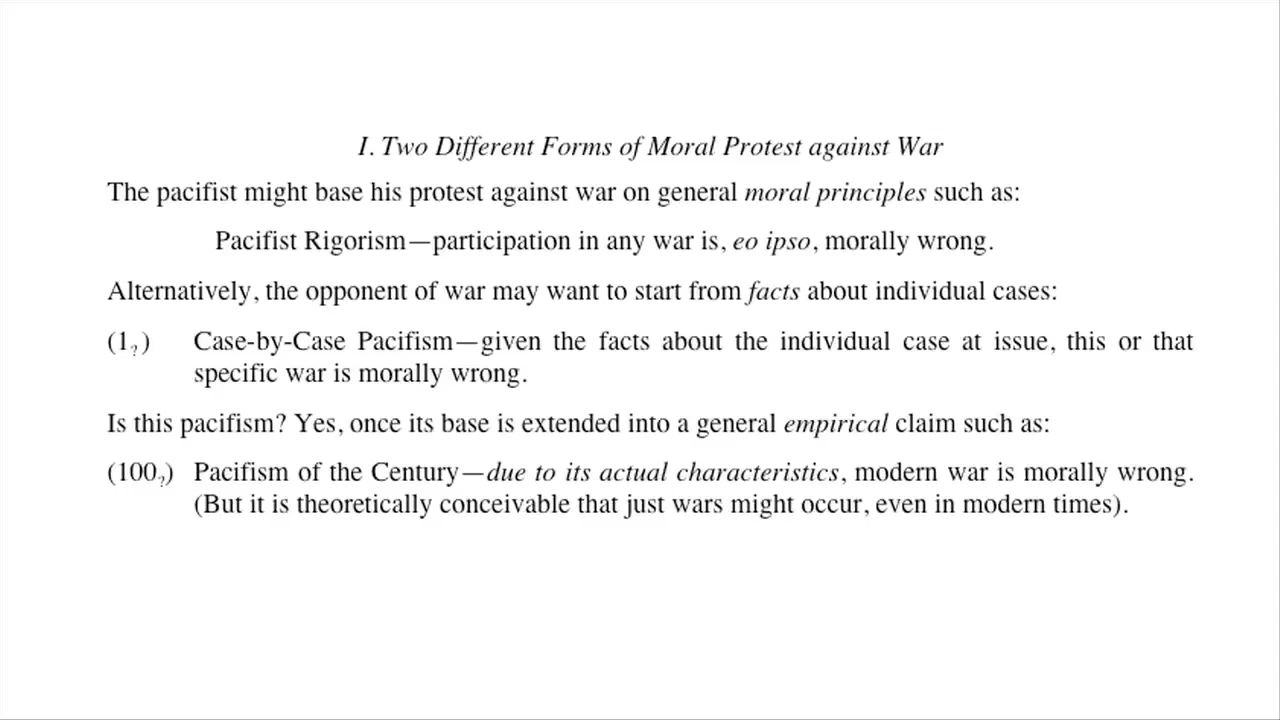 I. Two Different Forms of Moral Protest against War
The pacifist might base his protest against war on general moral principles such as:
Pacifist Rigorism—participation in any war is, eo ipso, morally wrong.
Alternatively, the opponent of war may want to start from facts about individual cases:
(1?) Case-by-Case Pacifism—given the facts about the individual case at issue, this or that
specific war is morally wrong.
Is this pacifism? Yes, once its base is extended into a general empirical claim such as:
(100?) Pacifism of the Century—due to its actual characteristics, modern war is morally wrong.
(But it is theoretically conceivable that just wars might occur, even in modern times).